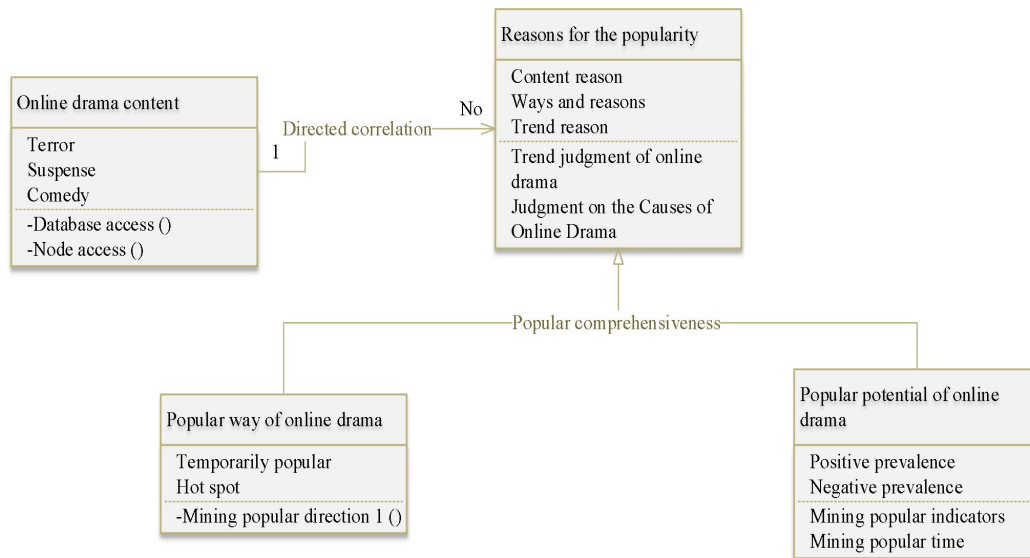 Reasons for the popularity
Content reason
Ways and reasons
Trend reason
Trend judgment of online
drama
Judgment on the Causes of
Online Drama
Online drama content
Terror
Suspense
Comedy
-Database access ()
-Node access ()
1
Directed correlation
No
Popular comprehensiveness
Popular way of online drama
Temporarily popular
Hot spot
-Mining popular direction 1 ()
Popular potential of online
drama
Positive prevalence
Negative prevalence
Mining popular indicators
Mining popular time